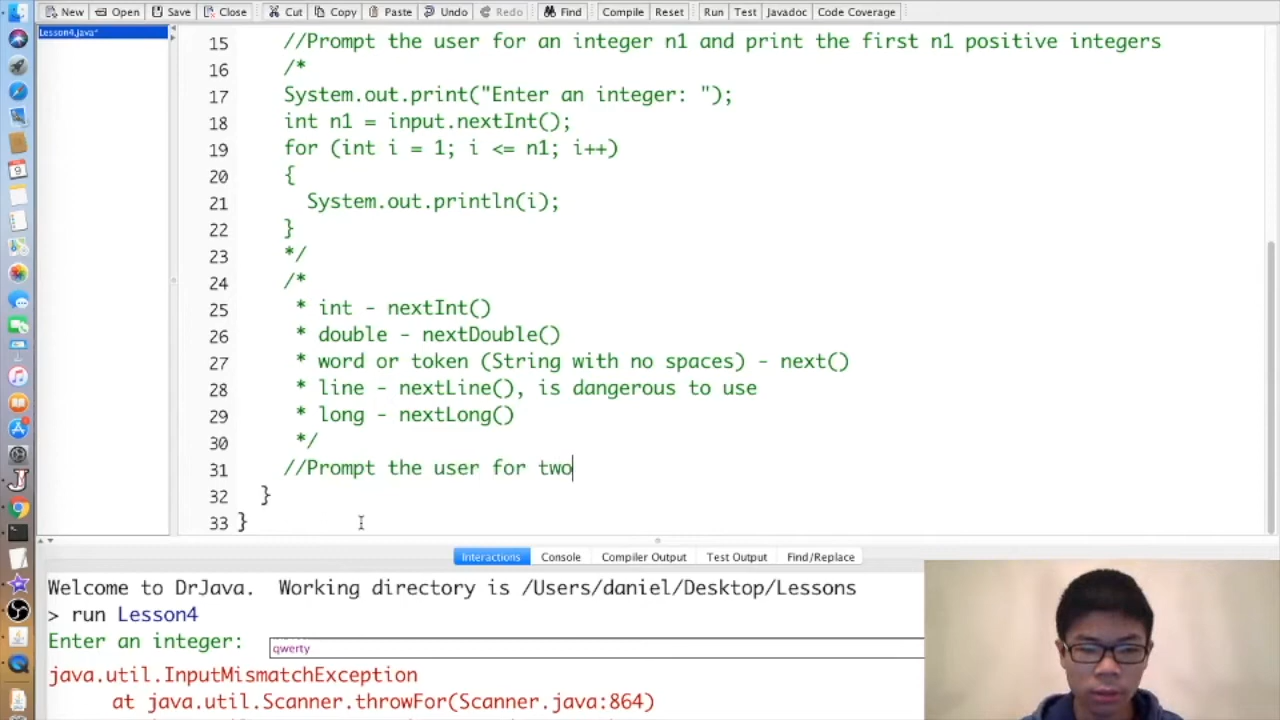 New Open Save Close Cut Copy Paste Undo Redo Find Compile Reset Run Test Javadoc Code Coverage
Lesson4.java*
15 //Prompt the user for an integer n1 and print the first n1 positive integers
16 /*
17 System.out.print("Enter an integer: ");
18 int n1 = input.nextInt();
19 for (int i = 1; i <= n1; i++)
20 {
21 System.out.println(i);
22 }
23 */
24 /*
25 * int - nextInt()
26 * double - nextDouble()
27 * word or token (String with no spaces) - next()
28 * line - nextLine(), is dangerous to use
29 * long - nextLong()
30 */
31 //Prompt the user for two
32 }
33 }
Interactions Console Compiler Output Test Output Find/Replace
Welcome to DrJava. Working directory is /Users/daniel/Desktop/Lessons
> run Lesson4
Enter an integer: qwerty
java.util.InputMismatchException
at java.util.Scanner.throwFor(Scanner.java:864)